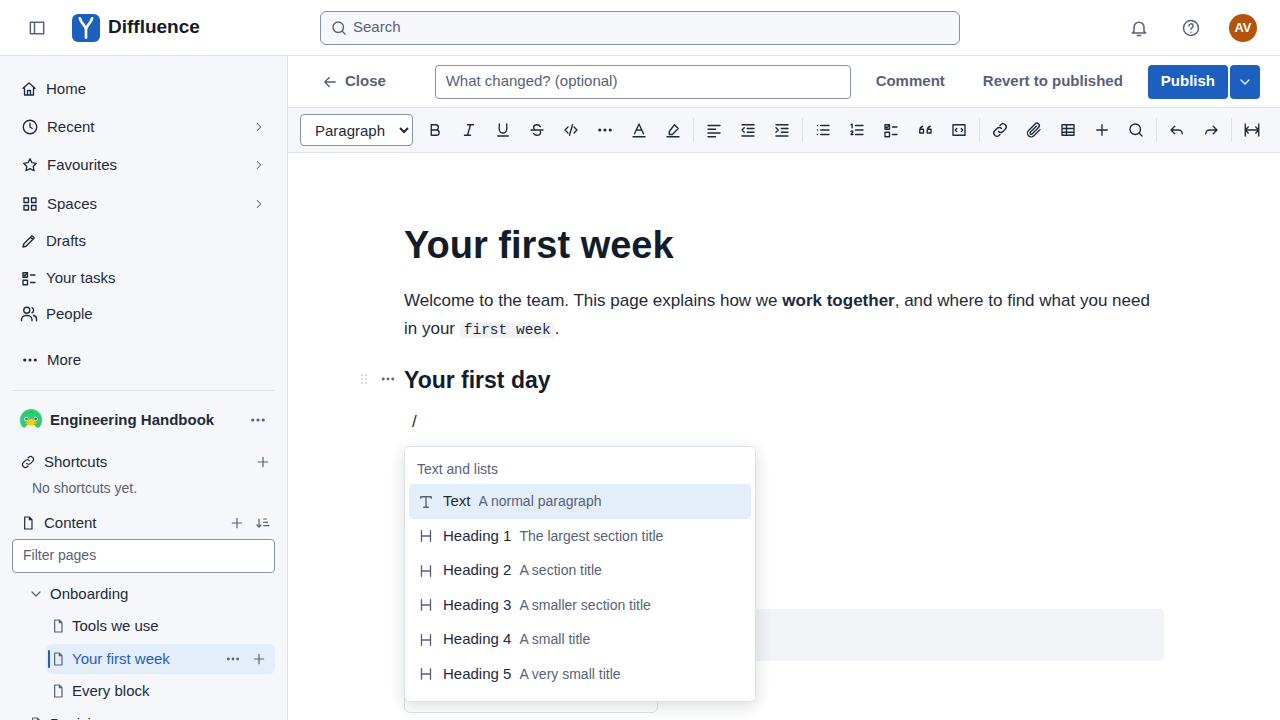 Diffluence
Search
AV
Home
Recent
Favourites
Spaces
Drafts
Your tasks
People
More
Engineering Handbook
Shortcuts
No shortcuts yet.
Content
Filter pages
Onboarding
Tools we use
Your first week
Every block
Close
What changed? (optional)
Comment
Revert to published
Publish
Paragraph
Your first week
Welcome to the team. This page explains how we work together, and where to find what you need
in your first week.
Your first day
/
Text and lists
Text A normal paragraph
Heading 1 The largest section title
Heading 2 A section title
Heading 3 A smaller section title
Heading 4 A small title
Heading 5 A very small title